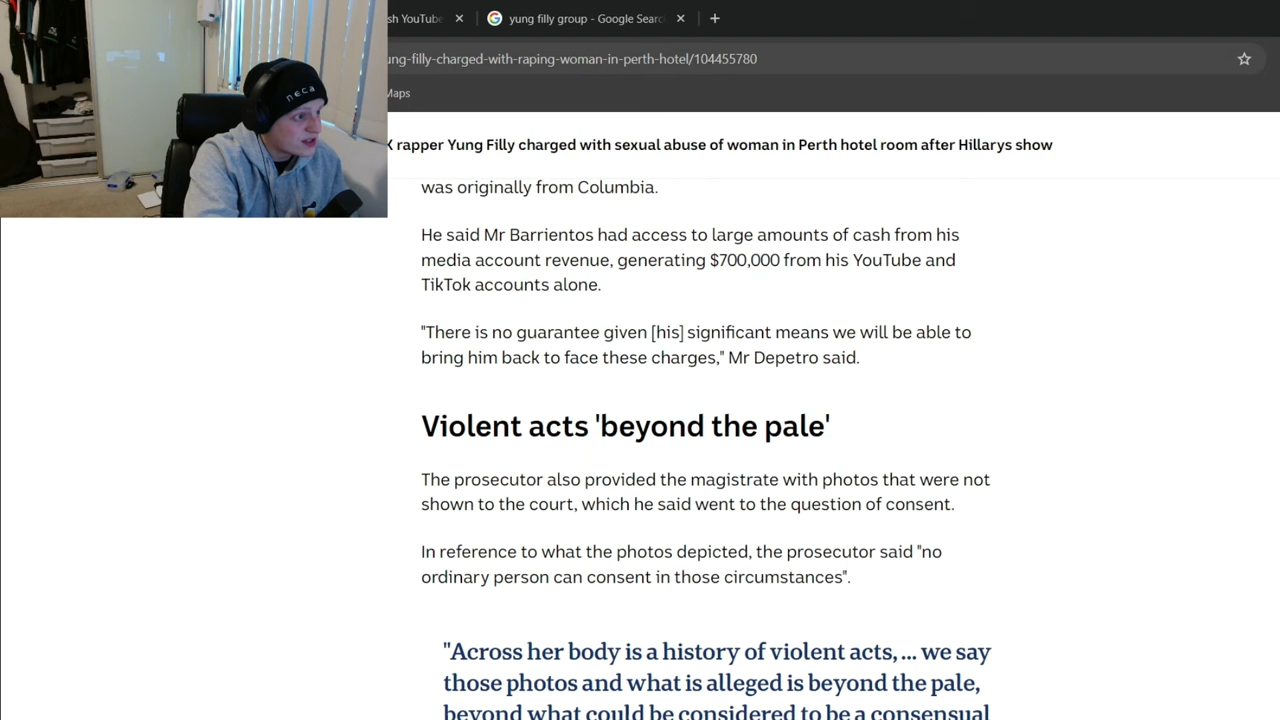 sh YouTube
yung filly group - Google Searc
ung-filly-charged-with-raping-woman-in-perth-hotel/104455780
Maps
neca
K rapper Yung Filly charged with sexual abuse of woman in Perth hotel room after Hillarys show
was originally from Columbia.
He said Mr Barrientos had access to large amounts of cash from his
media account revenue, generating $700,000 from his YouTube and
TikTok accounts alone.
"There is no guarantee given [his] significant means we will be able to
bring him back to face these charges," Mr Depetro said.
Violent acts 'beyond the pale'
The prosecutor also provided the magistrate with photos that were not
shown to the court, which he said went to the question of consent.
In reference to what the photos depicted, the prosecutor said "no
ordinary person can consent in those circumstances".
"Across her body is a history of violent acts, ... we say
those photos and what is alleged is beyond the pale,
beyond what could be considered to be a consensual